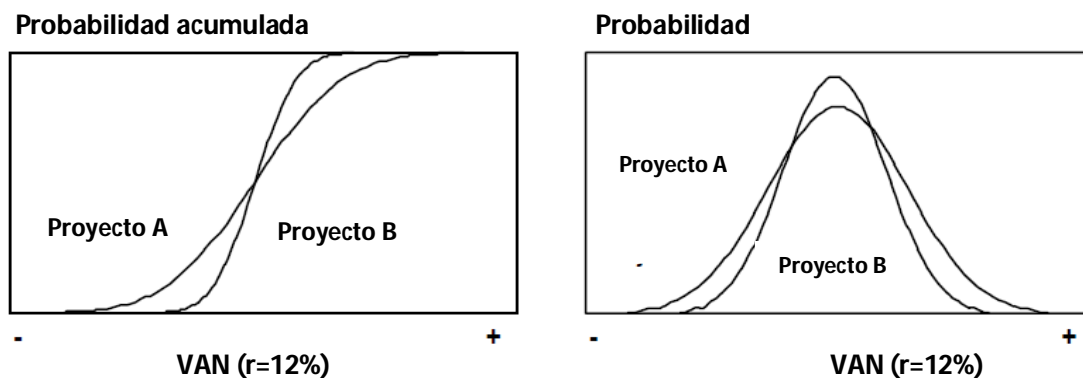 Probabilidad acumulada
Proyecto A
Proyecto B
- +
VAN (r=12%)
Probabilidad
Proyecto A
Proyecto B
- +
VAN (r=12%)